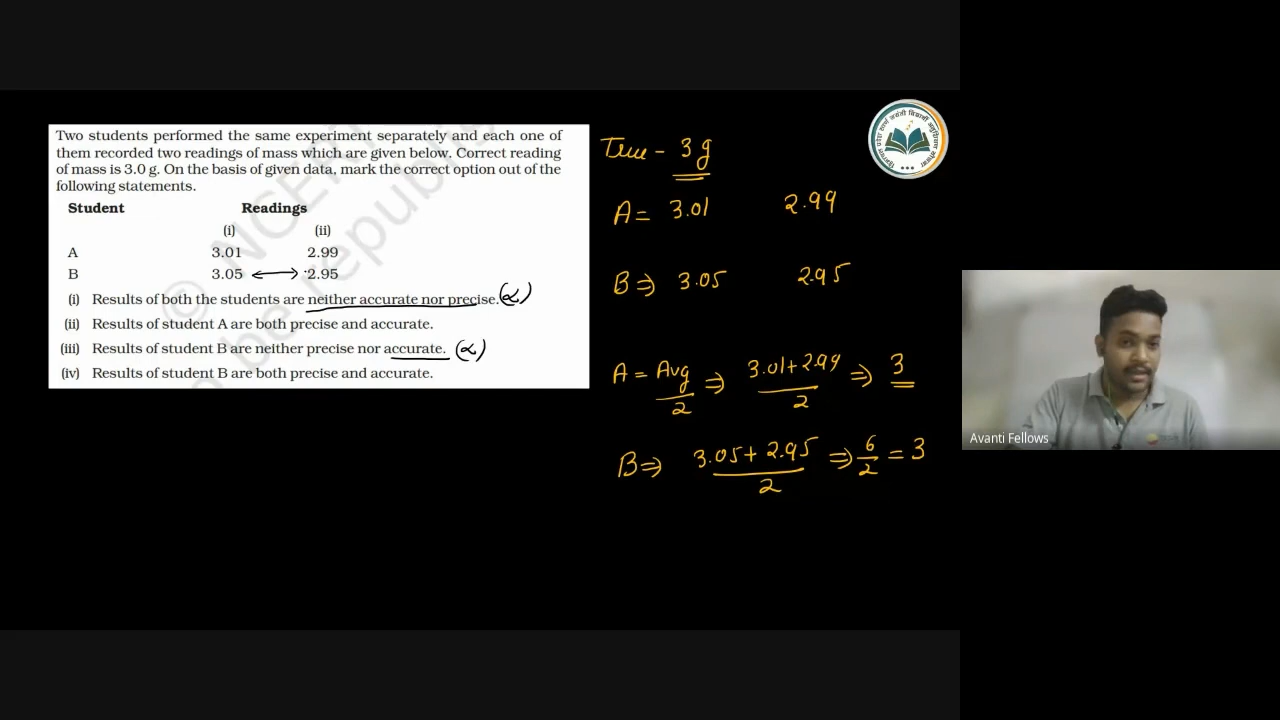 Two students performed the same experiment separately and each one of
them recorded two readings of mass which are given below. Correct reading
of mass is 3.0 g. On the basis of given data, mark the correct option out of the
following statements.
Student Readings
(i) (ii)
A 3.01 2.99
B 3.05 2.95
(i) Results of both the students are neither accurate nor precise. (α)
(ii) Results of student A are both precise and accurate.
(iii) Results of student B are neither precise nor accurate. (α)
(iv) Results of student B are both precise and accurate.
© NCERT
be republi
True - 3 g
A = 3.01 2.99
B ⇒ 3.05 2.95
A = Avg/2 ⇒ 3.01+2.99/2 ⇒ 3
B ⇒ 3.05+2.95/2 ⇒ 6/2 = 3
Avanti Fellows